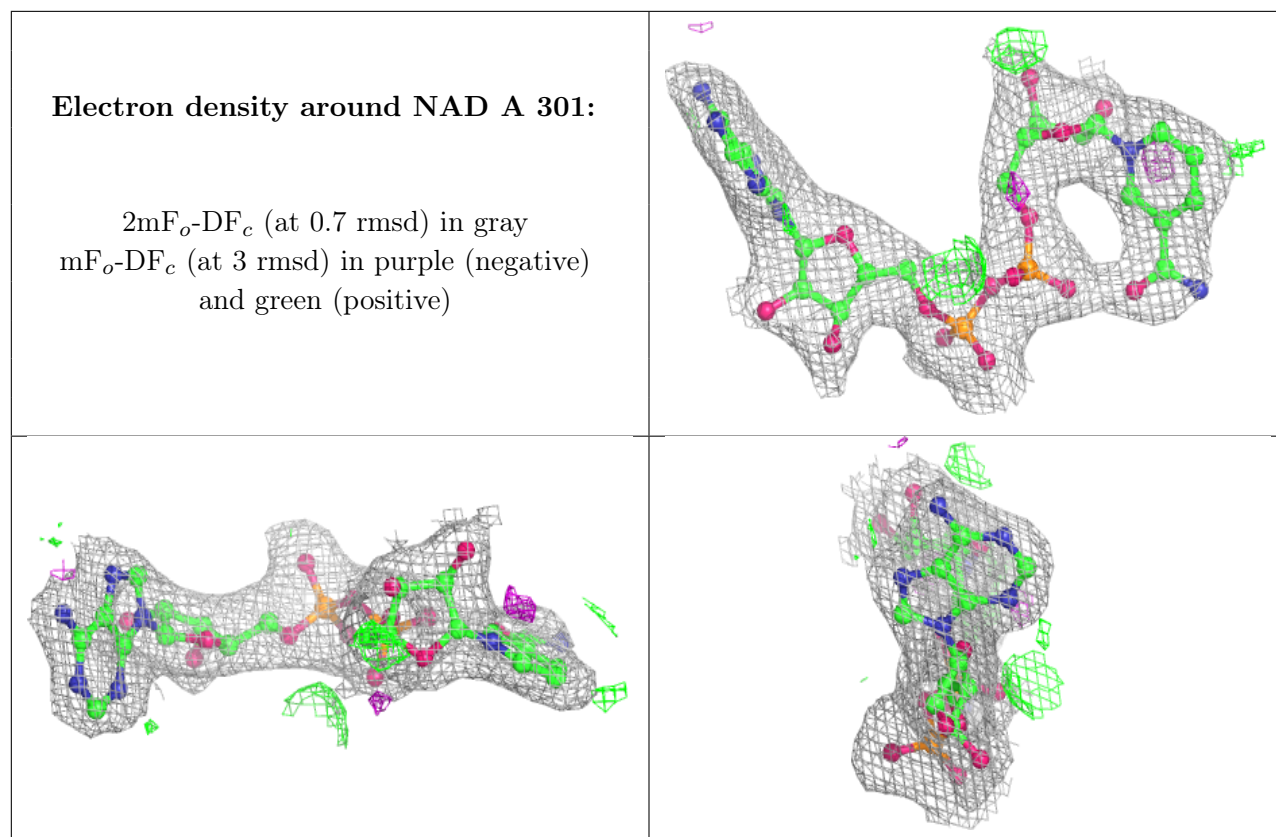 Electron density around NAD A 301:
2mFo-DFc (at 0.7 rmsd) in gray
mFo-DFc (at 3 rmsd) in purple (negative)
and green (positive)